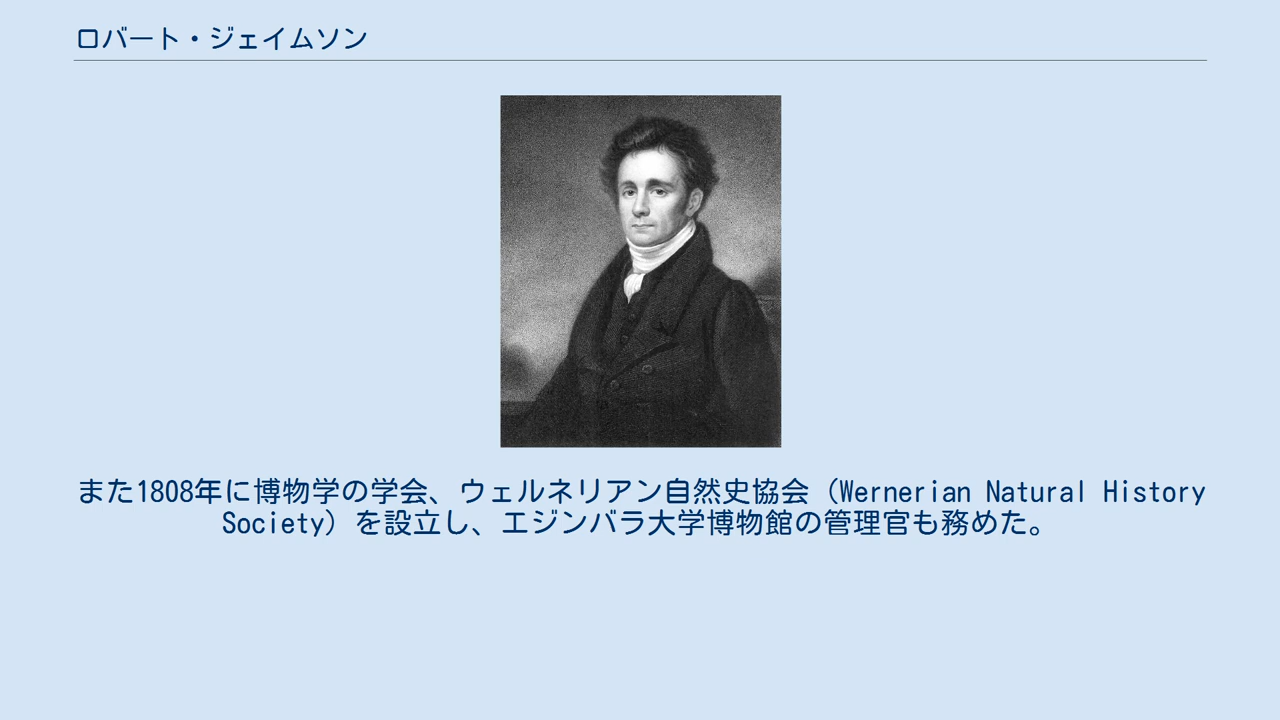 ロバート・ジェイムソン
また1808年に博物学の学会、ウェルネリアン自然史協会（Wernerian Natural History
Society）を設立し、エジンバラ大学博物館の管理官も務めた。